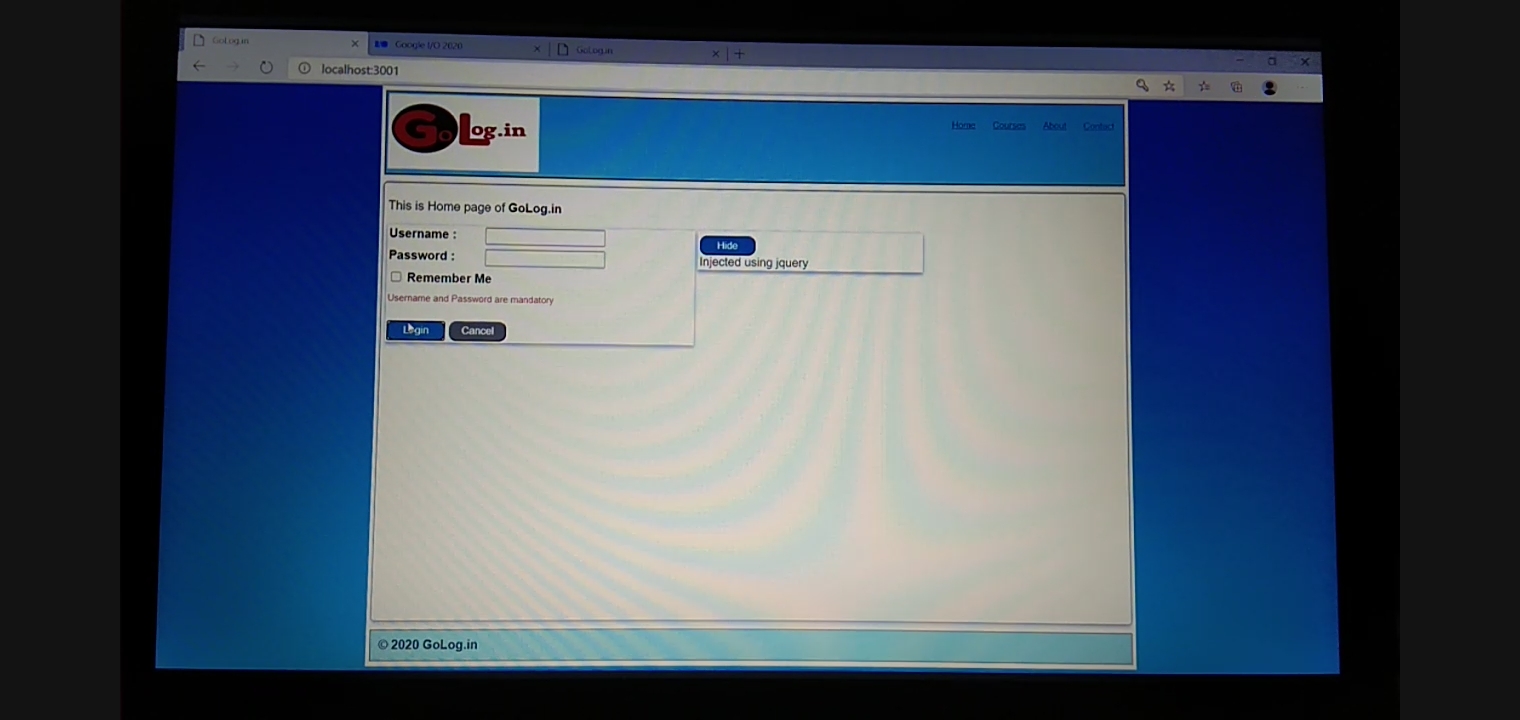 GoLog.in
Google I/O 2020
GoLog.in
localhost:3001
GoLog.in
Home Courses About Contact
This is Home page of GoLog.in
Username :
Password :
Remember Me
Username and Password are mandatory
Login Cancel
Hide
Injected using jquery
© 2020 GoLog.in